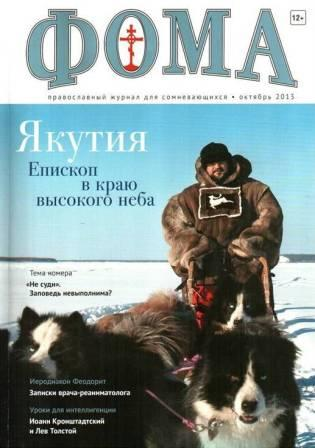 ФОМА
12+
православный журнал для сомневающихся • октябрь 2013
Якутия
Епископ
в краю
высокого неба
Тема номера
«Не суди».
Заповедь невыполнима?
Иеродиакон Феодорит
Записки врача-реаниматолога
Уроки для интеллигенции
Иоанн Кронштадтский
и Лев Толстой